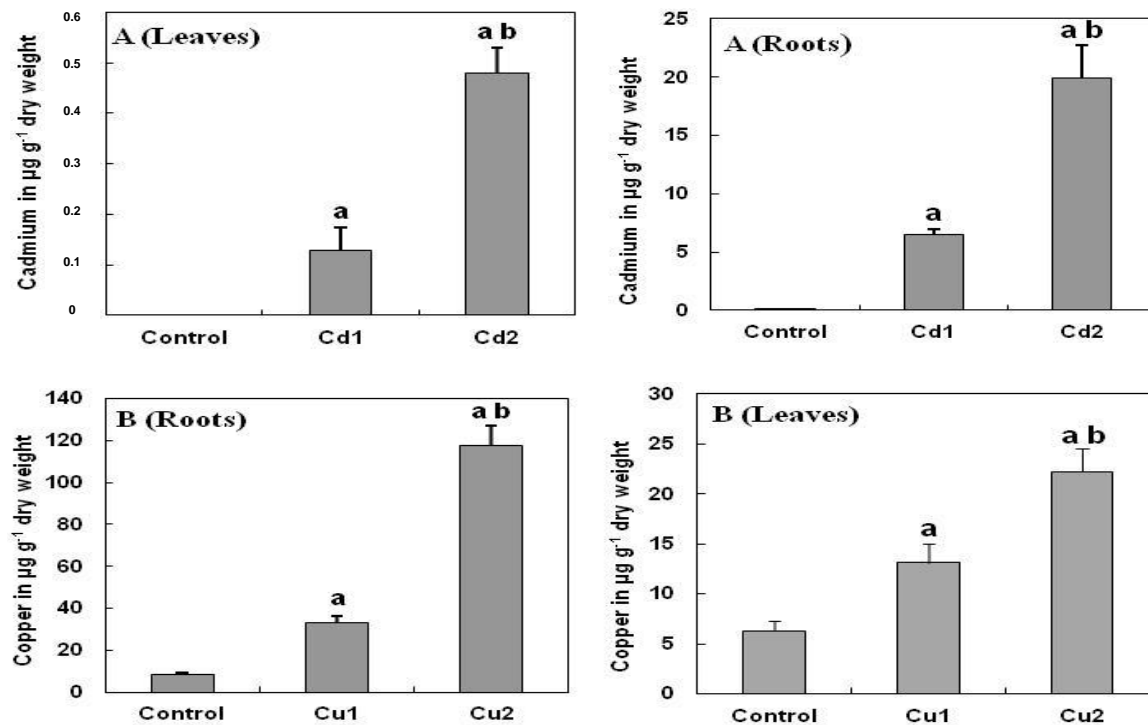 A (Leaves)
Cadmium in µg g⁻¹ dry weight
0.6
0.5
0.4
0.3
0.2
0.1
0
a
a b
Control Cd1 Cd2
A (Roots)
Cadmium in µg g⁻¹ dry weight
25
20
15
10
5
0
a
a b
Control Cd1 Cd2
B (Roots)
Copper in µg g⁻¹ dry weight
140
120
100
80
60
40
20
0
a
a b
Control Cu1 Cu2
B (Leaves)
Copper in µg g⁻¹ dry weight
30
25
20
15
10
5
0
a
a b
Control Cu1 Cu2